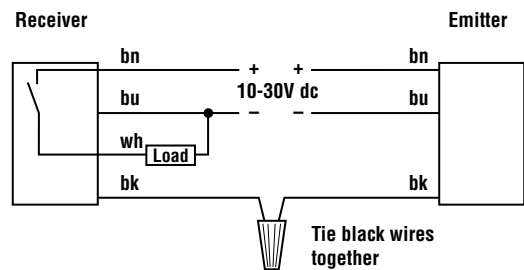 Receiver
Emitter
bn
+
+
bn
10-30V dc
bu
–
–
bu
wh
Load
bk
bk
Tie black wires
together